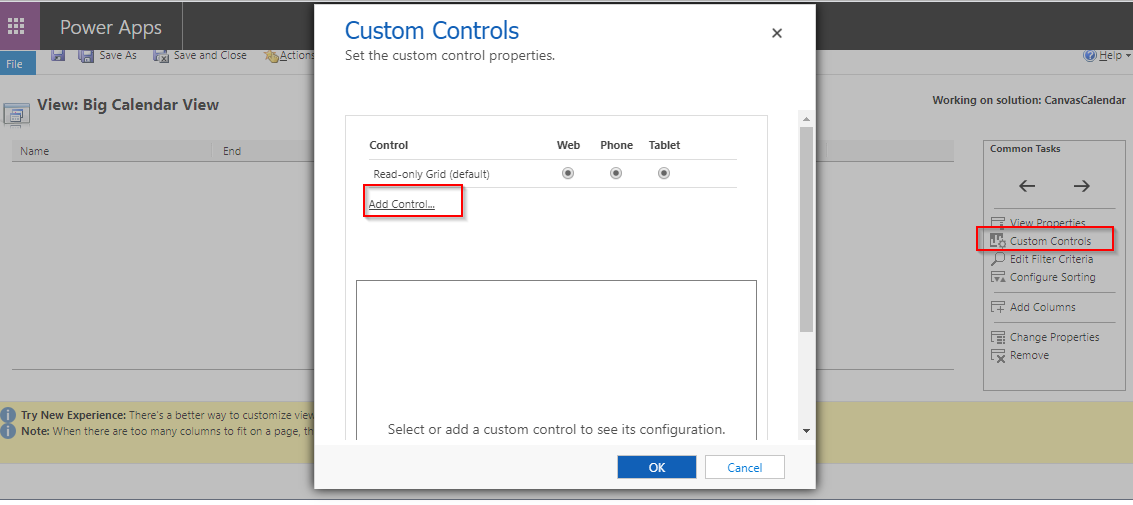 Power Apps
File
Save As
Save and Close
Actions
Help
View: Big Calendar View
Working on solution: CanvasCalendar
Name
End
Custom Controls
Set the custom control properties.
Control
Web
Phone
Tablet
Read-only Grid (default)
Add Control...
Select or add a custom control to see its configuration.
OK
Cancel
Common Tasks
View Properties
Custom Controls
Edit Filter Criteria
Configure Sorting
Add Columns
Change Properties
Remove
Try New Experience: There's a better way to customize view
Note: When there are too many columns to fit on a page, th